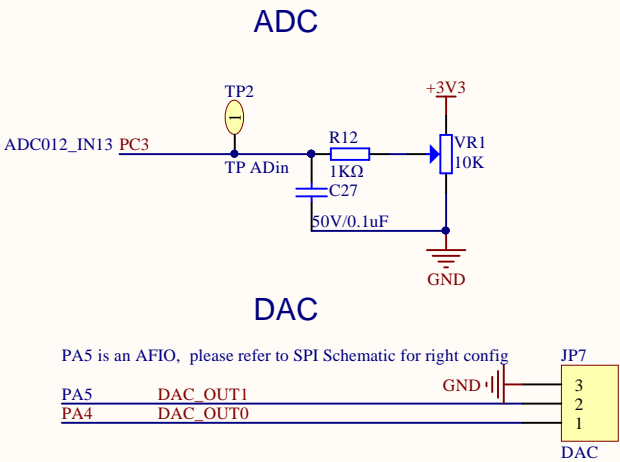 ADC
TP2
1
+3V3
ADC012_IN13 PC3
R12
VR1
TP ADin
1KΩ
10K
C27
50V/0.1uF
GND
DAC
PA5 is an AFIO, please refer to SPI Schematic for right config
JP7
GND
3
PA5 DAC_OUT1
2
PA4 DAC_OUT0
1
DAC